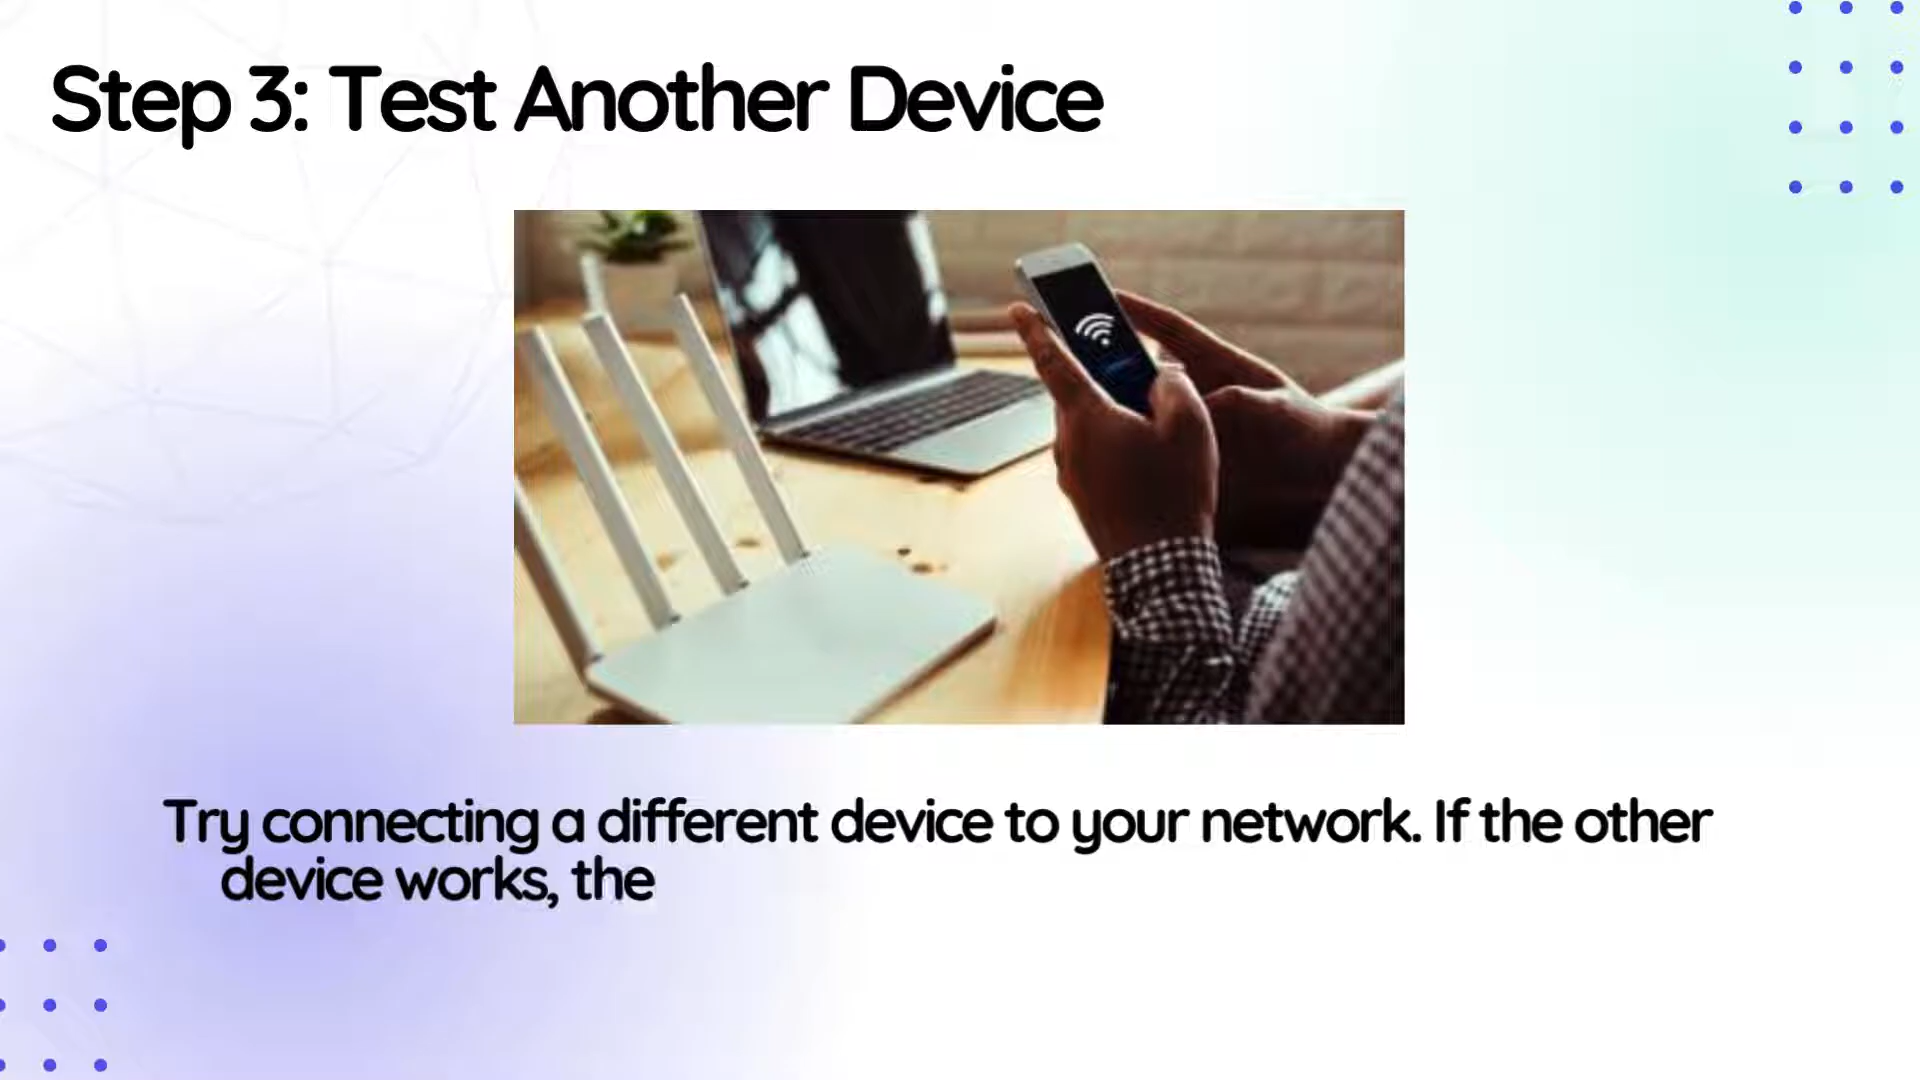 Step 3: Test Another Device
Try connecting a different device to your network. If the other
device works, the